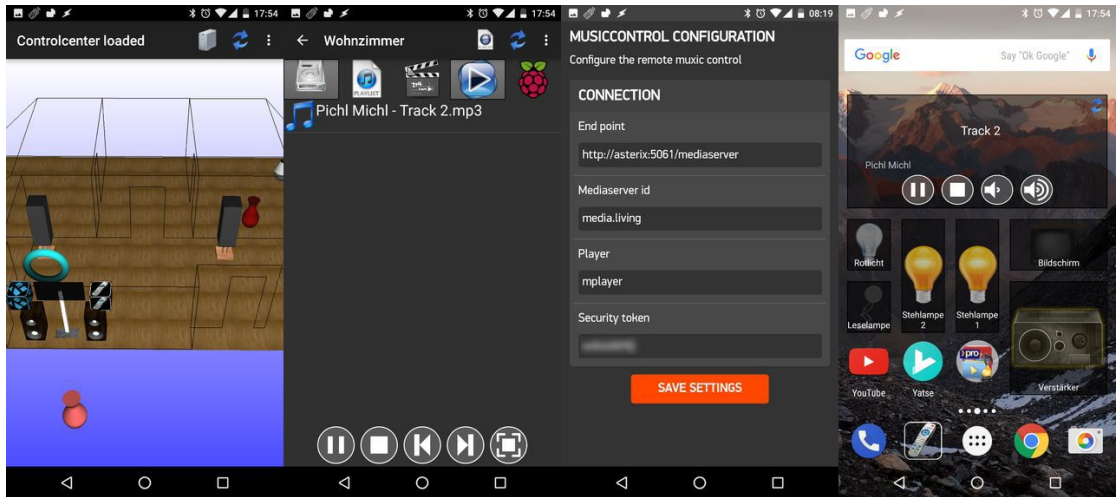 17:54
Controlcenter loaded
17:54
Wohnzimmer
PLAYLIST
Pichl Michl - Track 2.mp3
08:19
MUSICCONTROL CONFIGURATION
Configure the remote muxic control
CONNECTION
End point
http://asterix:5061/mediaserver
Mediaserver id
media.living
Player
mplayer
Security token
SAVE SETTINGS
17:54
Google
Say "Ok Google"
Track 2
Pichl Michl
Rotlicht
Bildschirm
Leselampe
Stehlampe
2
Stehlampe
1
Verstärker
pro
YouTube
Yatse